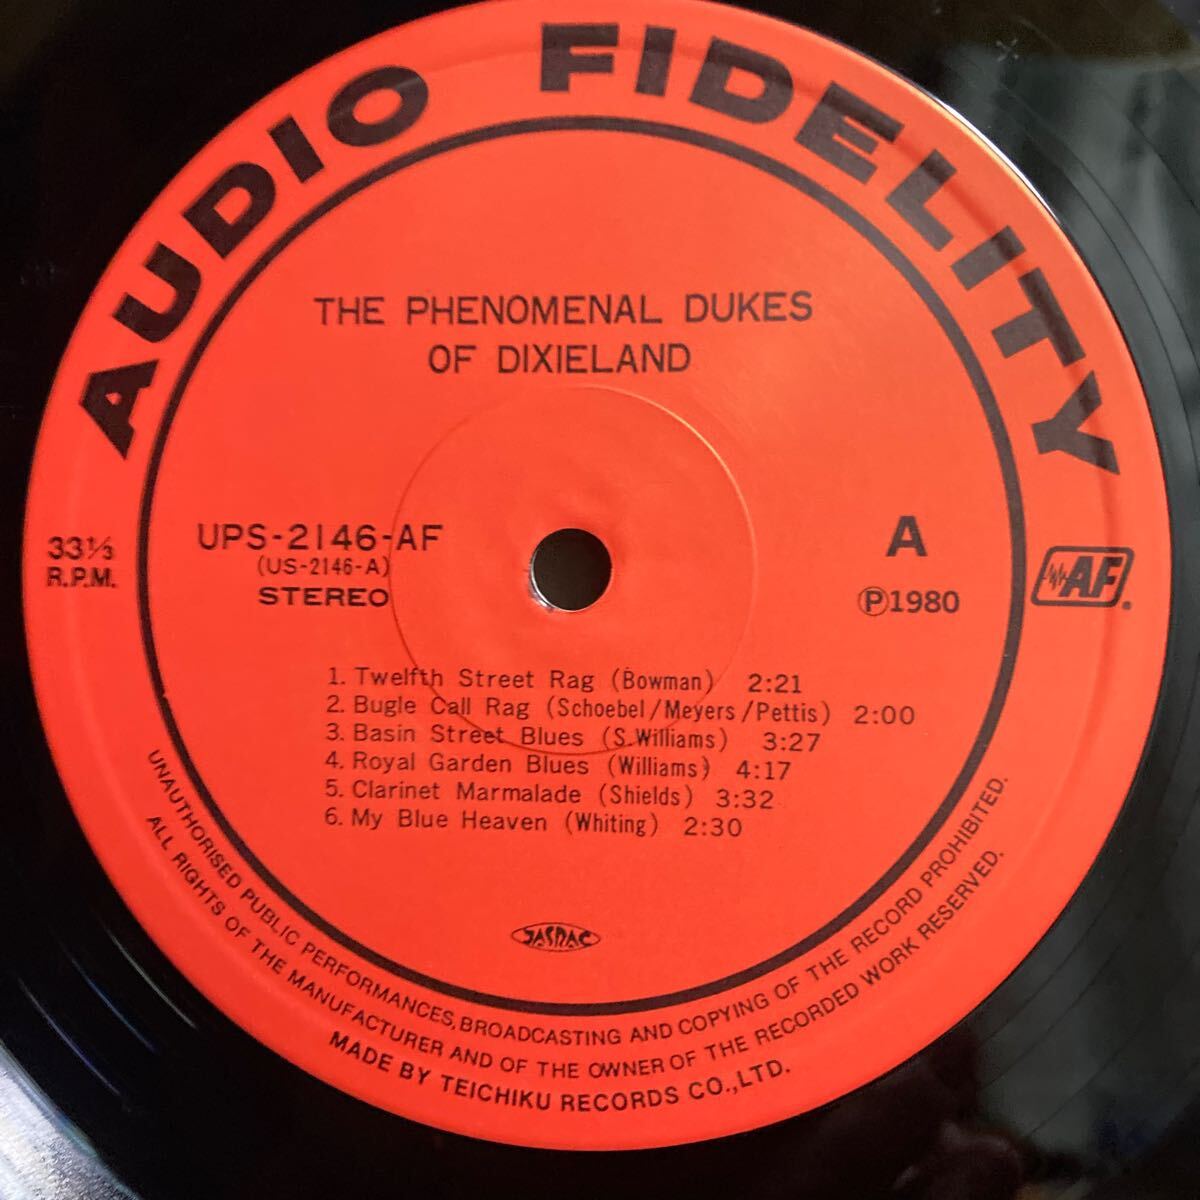 AUDIO FIDELITY
THE PHENOMENAL DUKES
OF DIXIELAND
UPS-2146-AF
(US-2146-A)
STEREO
33⅓
R.P.M.
A
Ⓟ1980
AF
1. Twelfth Street Rag (Bowman) 2:21
2. Bugle Call Rag (Schoebel/Meyers/Pettis) 2:00
3. Basin Street Blues (S.Williams) 3:27
4. Royal Garden Blues (Williams) 4:17
5. Clarinet Marmalade (Shields) 3:32
6. My Blue Heaven (Whiting) 2:30
JASRAC
UNAUTHORISED PUBLIC PERFORMANCES, BROADCASTING AND COPYING OF THE RECORD PROHIBITED.
ALL RIGHTS OF THE MANUFACTURER AND OF THE OWNER OF THE RECORDED WORK RESERVED.
MADE BY TEICHIKU RECORDS CO.,LTD.